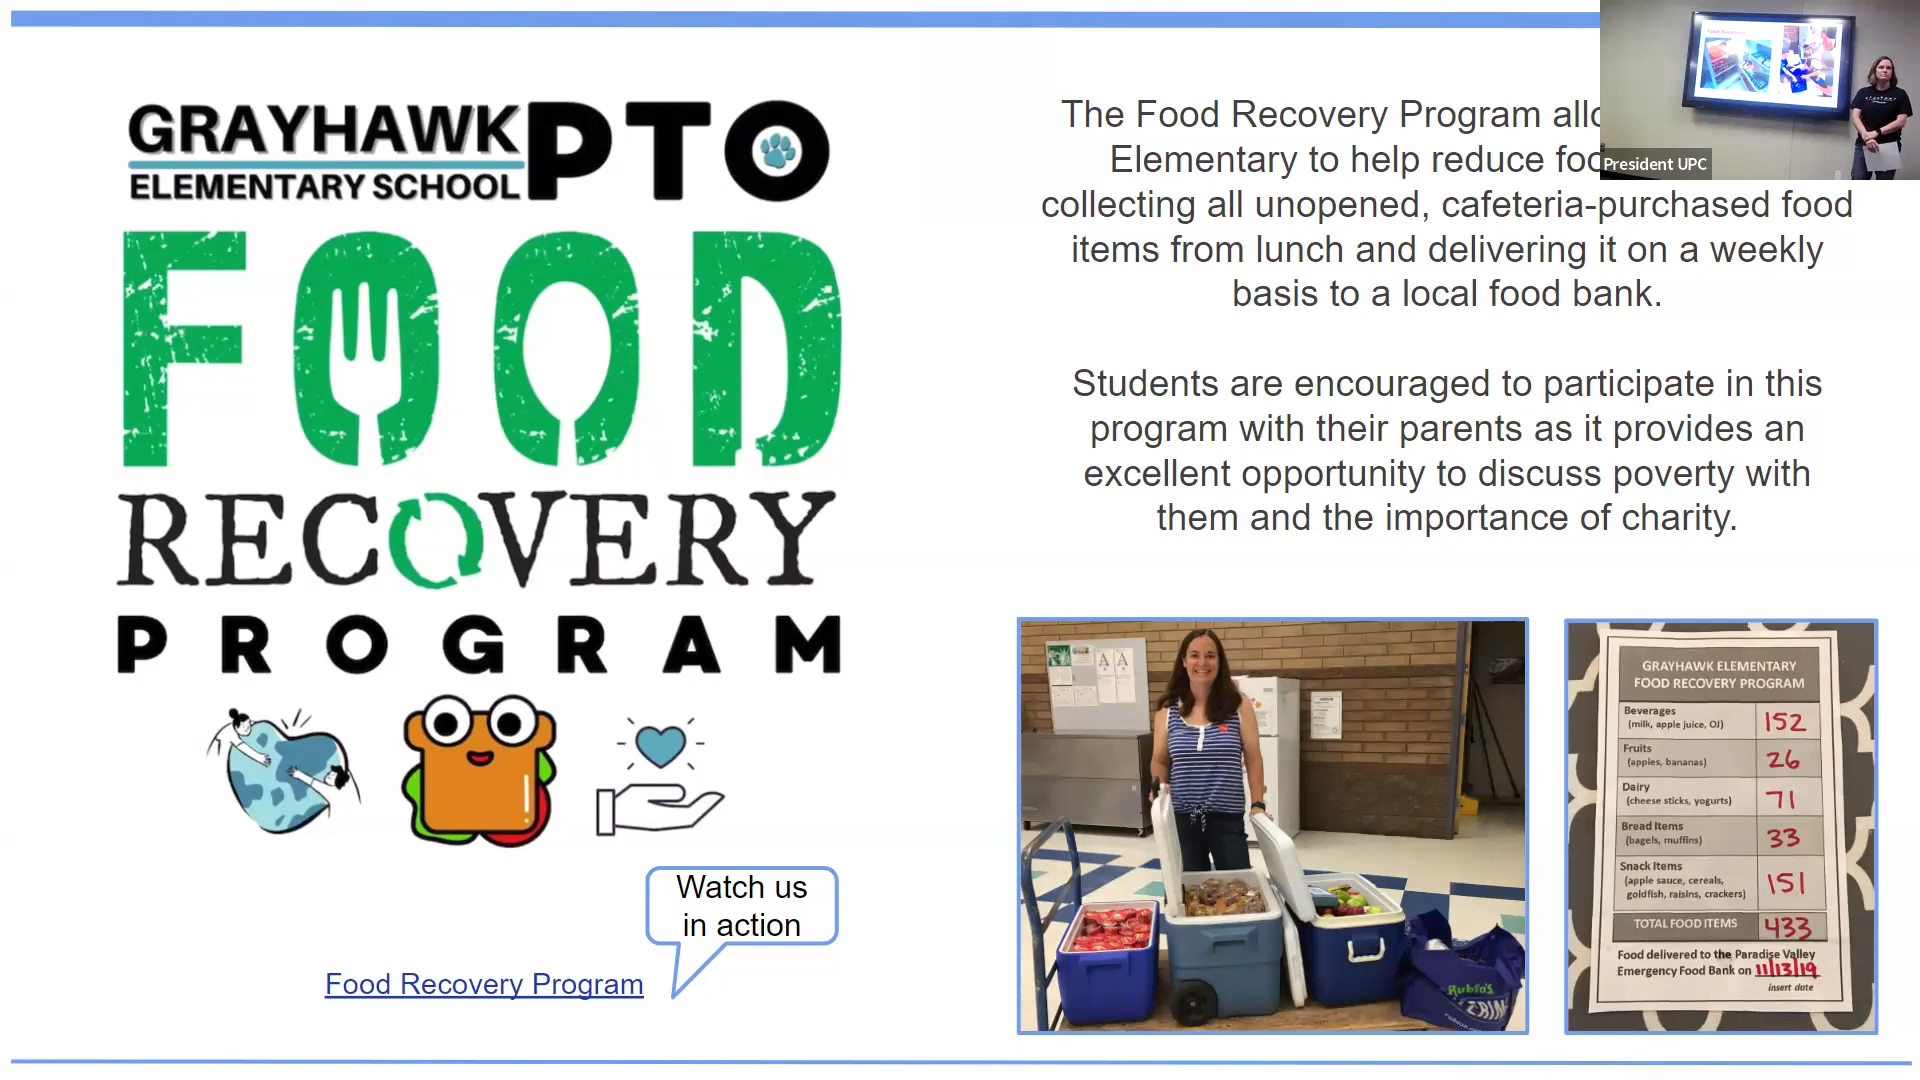 GRAYHAWK PTO
ELEMENTARY SCHOOL
FOOD
RECOVERY
PROGRAM
Watch us
in action
Food Recovery Program
The Food Recovery Program
Elementary to help reduce
collecting all unopened, cafeteria-purchased food
items from lunch and delivering it on a weekly
basis to a local food bank.
Students are encouraged to participate in this
program with their parents as it provides an
excellent opportunity to discuss poverty with
them and the importance of charity.
President UPC
Food Recovery
Rubio's
GRAYHAWK ELEMENTARY
FOOD RECOVERY PROGRAM
Beverages
(milk, apple juice, OJ) 152
Fruits
(apples, bananas) 26
Dairy
(cheese sticks, yogurts) 71
Bread Items
(bagels, muffins) 33
Snack Items
(apple sauce, cereals,
goldfish, raisins, crackers) 151
TOTAL FOOD ITEMS 433
Food delivered to the Paradise Valley
Emergency Food Bank on 11/13/19
insert date